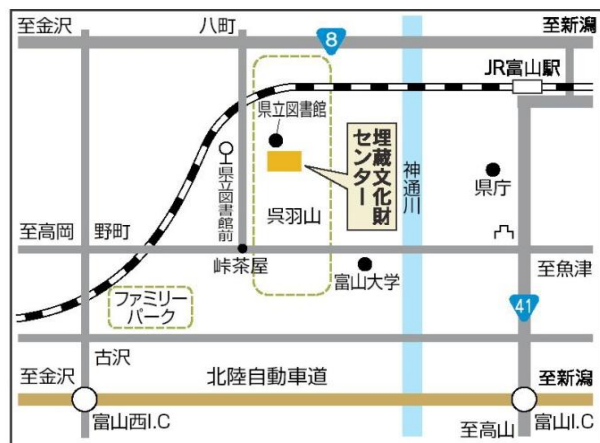 至金沢
八町
8
至新潟
JR富山駅
県立図書館
埋蔵文化財
センター
県立図書館前
神通川
県庁
呉羽山
至高岡
野町
峠茶屋
富山大学
至魚津
ファミリー
パーク
41
古沢
至金沢
北陸自動車道
至新潟
富山西I.C
至高山
富山I.C